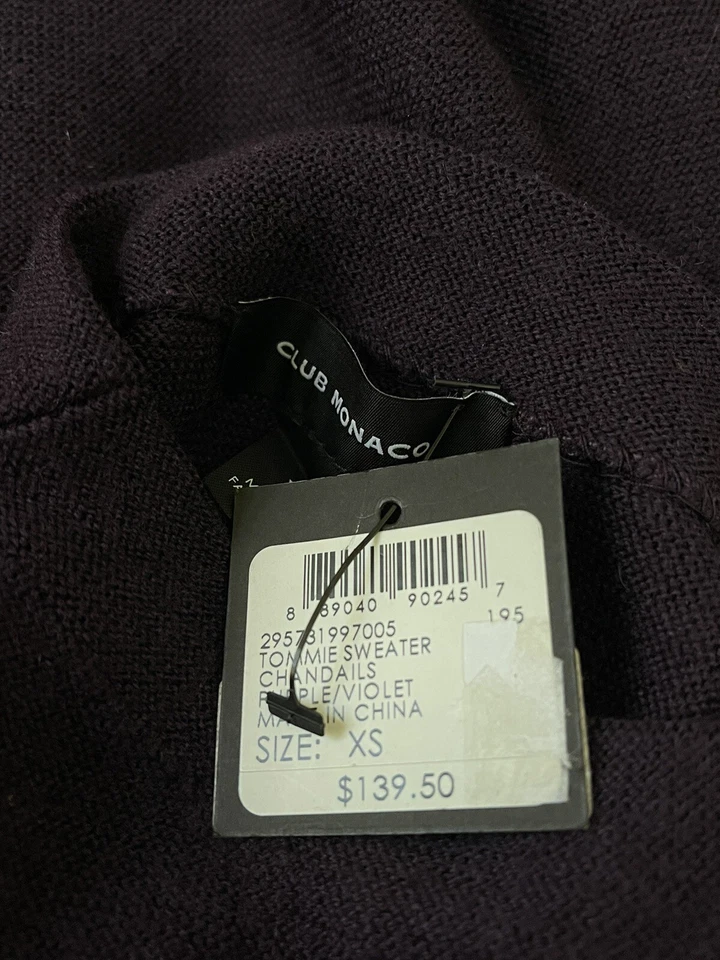 CLUB MONACO
8 89040 90245 7
295731997005 195
TOMMIE SWEATER
CHANDAILS
PURPLE/VIOLET
MADE IN CHINA
SIZE: XS
$139.50